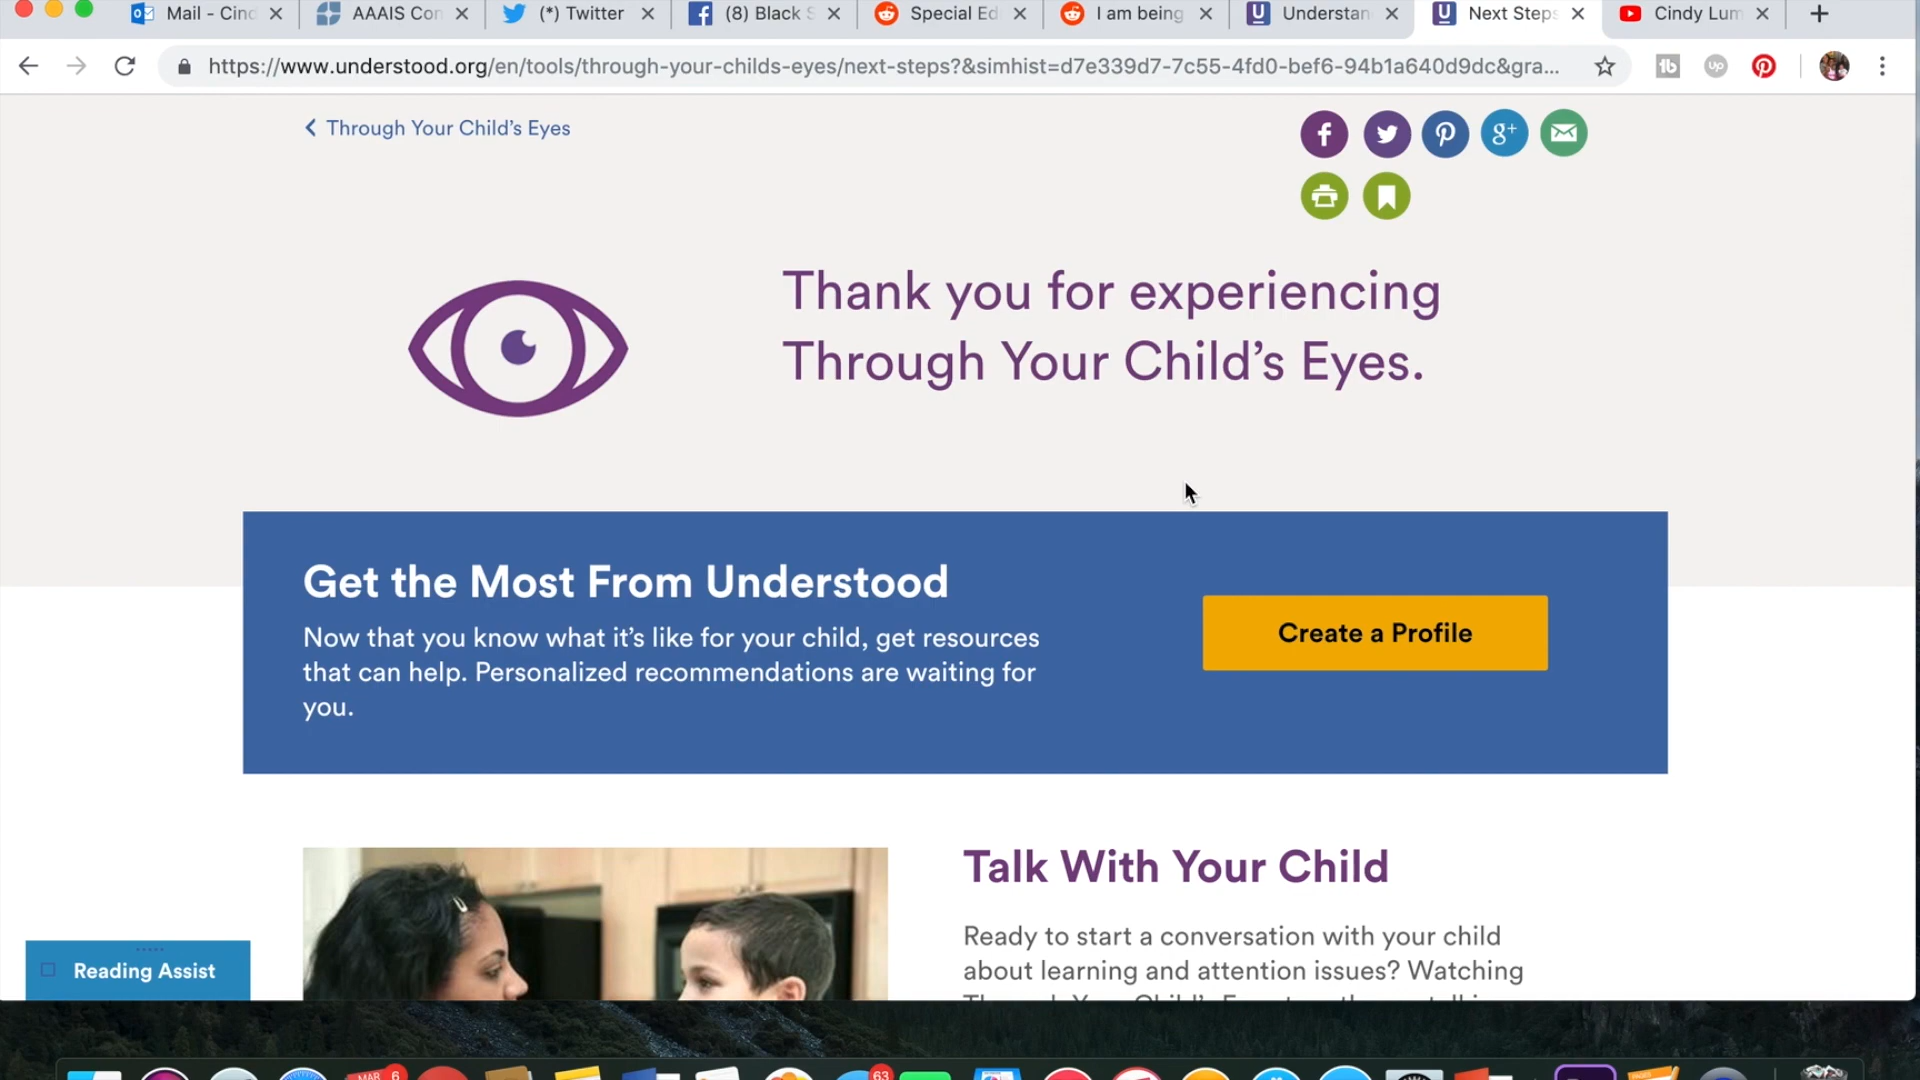 Mail - Cind
AAAIS Con
(*) Twitter
(8) Black S
Special Ed
I am being
Understan
Next Steps
Cindy Lum
https://www.understood.org/en/tools/through-your-childs-eyes/next-steps?&simhist=d7e339d7-7c55-4fd0-bef6-94b1a640d9dc&gra...
Through Your Child's Eyes
Thank you for experiencing
Through Your Child's Eyes.
Get the Most From Understood
Now that you know what it's like for your child, get resources
that can help. Personalized recommendations are waiting for
you.
Create a Profile
Talk With Your Child
Ready to start a conversation with your child
about learning and attention issues? Watching
Reading Assist
MAR 6
63